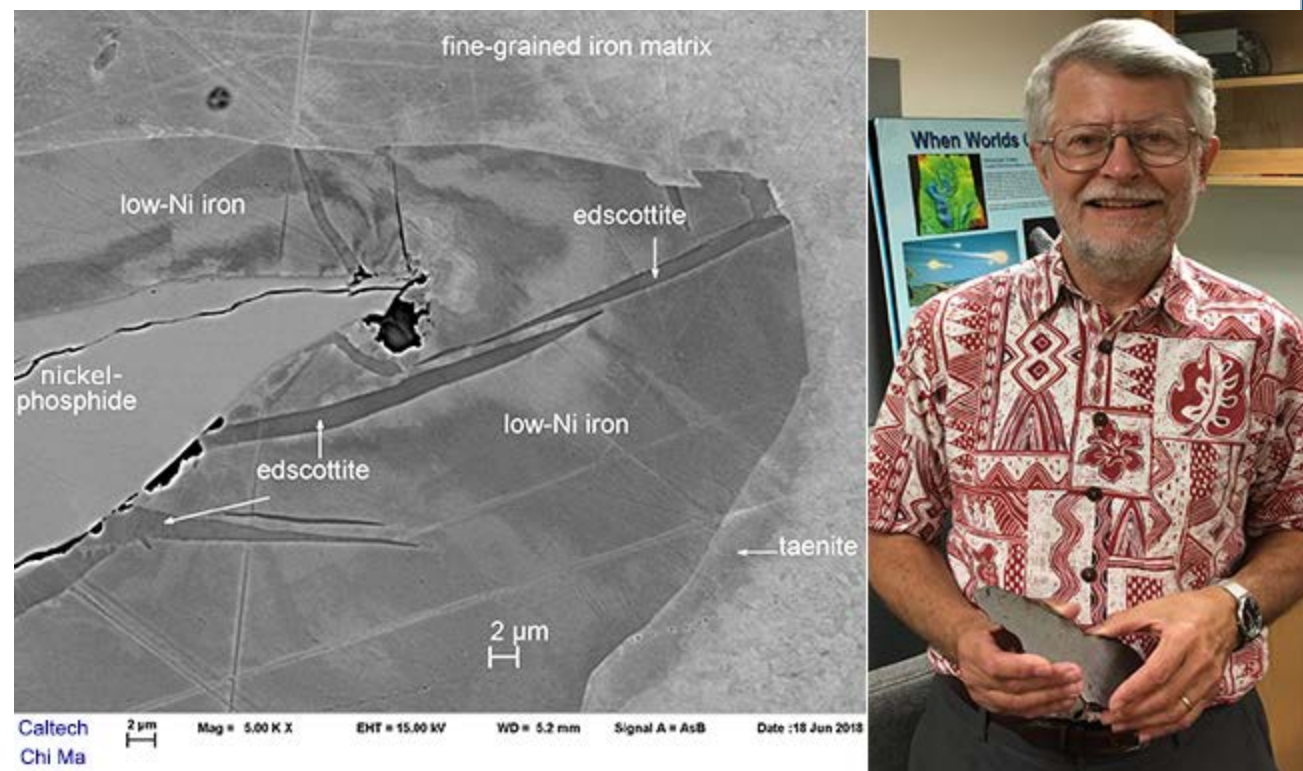 fine-grained iron matrix
low-Ni iron
edscottite
nickel-
phosphide
low-Ni iron
edscottite
taenite
2 µm
Caltech
Chi Ma
2 µm
Mag = 5.00 K X
EHT = 15.00 kV
WD = 5.2 mm
Signal A = AsB
Date :18 Jun 2018
When Worlds